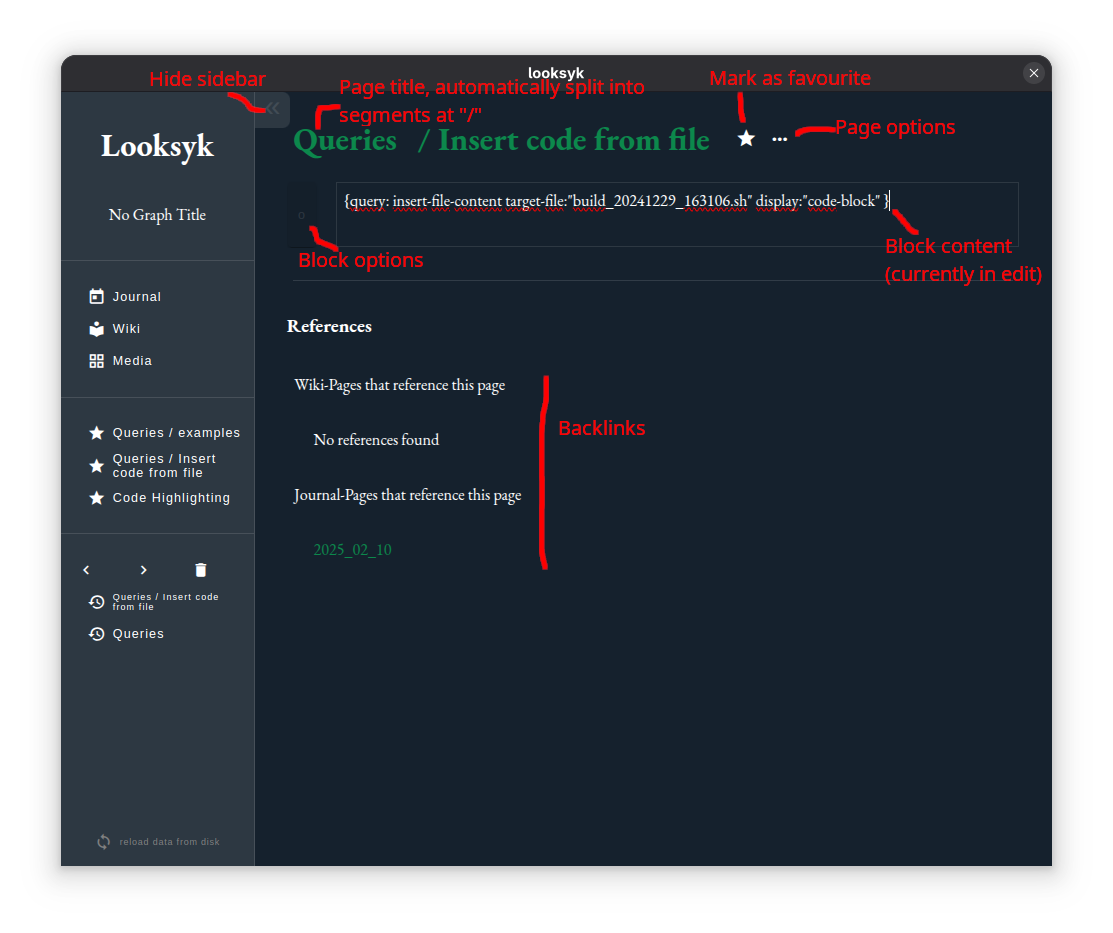 looksyk
Hide sidebar
Page title, automatically split into
segments at "/"
Mark as favourite
Page options
Looksyk
No Graph Title
Journal
Wiki
Media
Queries / examples
Queries / Insert
code from file
Code Highlighting
Queries / Insert code
from file
Queries
reload data from disk
Queries / Insert code from file
{query: insert-file-content target-file:"build_20241229_163106.sh" display:"code-block" }
Block options
Block content
(currently in edit)
References
Wiki-Pages that reference this page
No references found
Backlinks
Journal-Pages that reference this page
2025_02_10